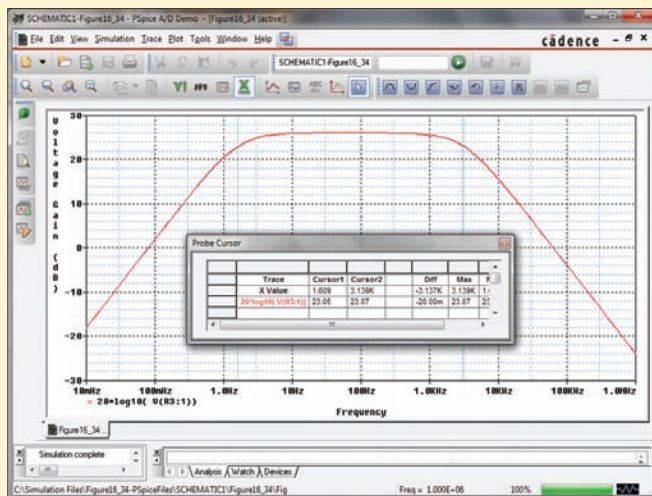 SCHEMATIC1-Figure16_34 - PSpice A/D Demo - [Figure16_34 (active)]
File Edit View Simulation Trace Plot Tools Window Help
cādence
SCHEMATIC1-Figure16_34
30
20
10
0
-10
-20
-30
Voltage Gain (dB)
Probe Cursor
Trace Cursor1 Cursor2 Diff Max
X Value 1.609 3.139K -3.137K 3.139K
20*log10( V(R3:1)) 23.05 23.07 -20.00m 23.07
10mHz 100mHz 1.0Hz 10Hz 100Hz 1.0KHz 10KHz 100KHz 1.0MHz
20*log10( V(R3:1))
Frequency
Figure16_34 ...
Simulation complete
Analysis Watch Devices
C:\Simulation Files\Figure16_34-PSpiceFiles\SCHEMATIC1\Figure16_34\Fig
Freq = 1.000E+06
100%